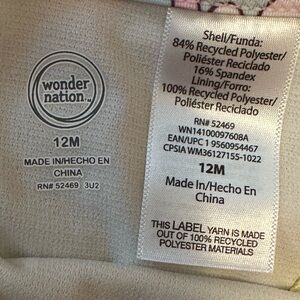 wonder
nation™
12M
MADE IN/HECHO EN
CHINA
RN# 52469 3U2
Shell/Funda:
84% Recycled Polyester/
Poliéster Reciclado
16% Spandex
Lining/Forro:
100% Recycled Polyester/
Poliéster Reciclado
RN# 52469
WN14100097608A
EAN/UPC 1 9560954467
CPSIA WM36127155-1022
12M
Made In/Hecho En
China
THIS LABEL YARN IS MADE
OUT OF 100% RECYCLED
POLYESTER MATERIALS